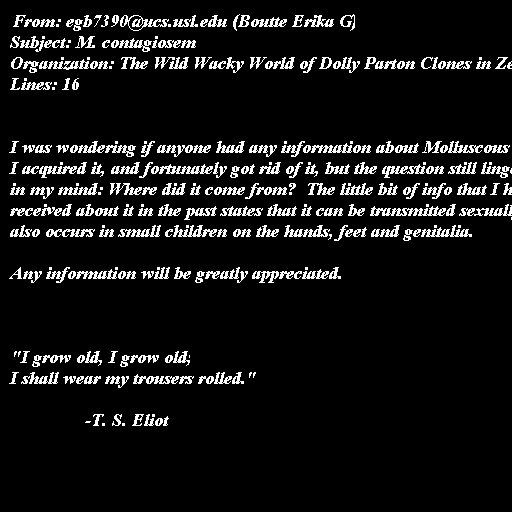 From: egb7390@ucs.usl.edu (Boutte Erika G)
Subject: M. contagiosem
Organization: The Wild Wacky World of Dolly Parton Clones in
Lines: 16
I was wondering if anyone had any information about Molluscous
I acquired it, and fortunately got rid of it, but the question still
in my mind: Where did it come from? The little bit of info that I
received about it in the past states that it can be transmitted
also occurs in small children on the hands, feet and genitalia.
Any information will be greatly appreciated.
"I grow old, I grow old;
I shall wear my trousers rolled."
-T. S. Eliot